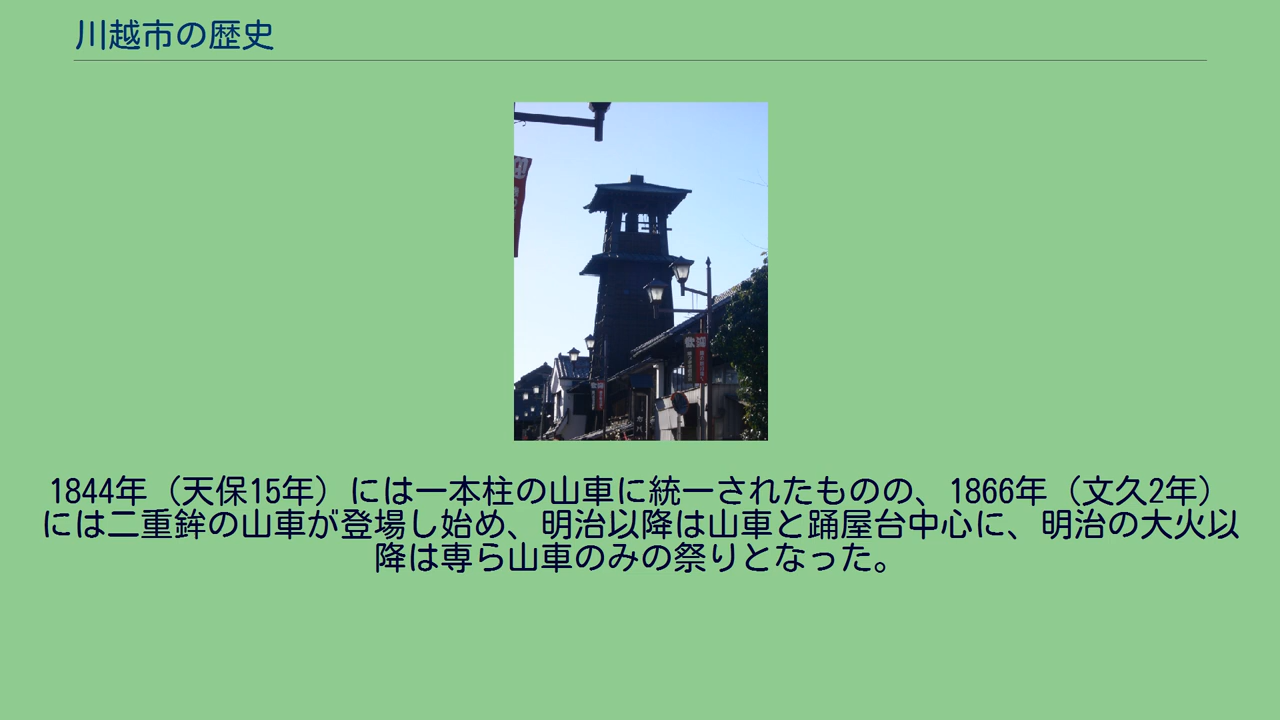 川越市の歴史
歓迎
1844年（天保15年）には一本柱の山車に統一されたものの、1866年（文久2年）
には二重鉾の山車が登場し始め、明治以降は山車と踊屋台中心に、明治の大火以
降は専ら山車のみの祭りとなった。